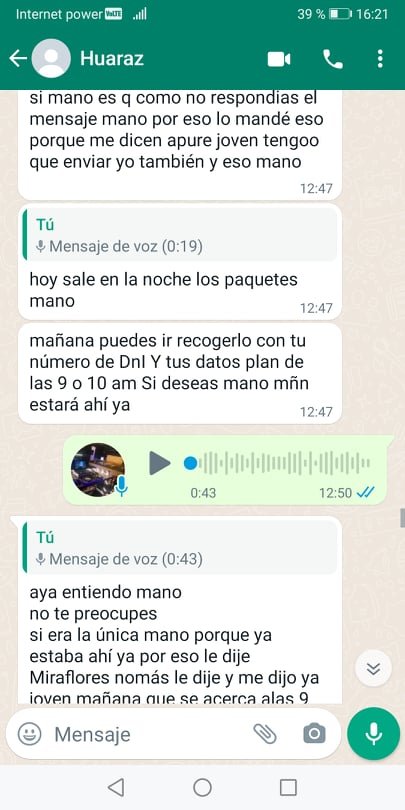 Internet power VoLTE 39 % 16:21
Huaraz
si mano es q como no respondias el
mensaje mano por eso lo mandé eso
porque me dicen apure joven tengoo
que enviar yo también y eso mano
12:47
Tú
Mensaje de voz (0:19)
hoy sale en la noche los paquetes
mano
12:47
mañana puedes ir recogerlo con tu
número de DnI Y tus datos plan de
las 9 o 10 am Si deseas mano mñn
estará ahí ya
12:47
0:43 12:50
Tú
Mensaje de voz (0:43)
aya entiendo mano
no te preocupes
si era la única mano porque ya
estaba ahí ya por eso le dije
Miraflores nomás le dije y me dijo ya
joven mañana que se acerca alas 9
Mensaje